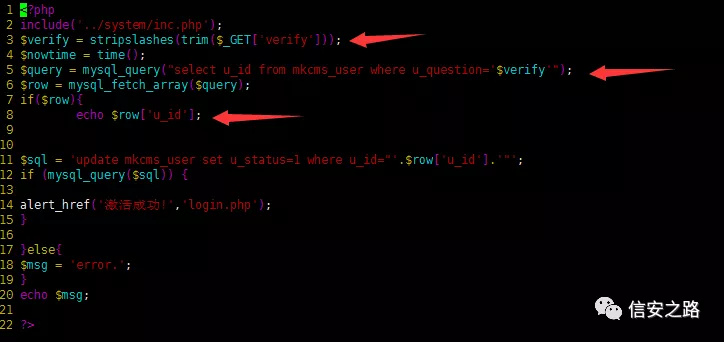 1 <?php
2 include('../system/inc.php');
3 $verify = stripslashes(trim($_GET['verify']));
4 $nowtime = time();
5 $query = mysql_query("select u_id from mkcms_user where u_question='$verify'");
6 $row = mysql_fetch_array($query);
7 if($row){
8 echo $row['u_id'];
9
10
11 $sql = 'update mkcms_user set u_status=1 where u_id="'.$row['u_id'].'"';
12 if (mysql_query($sql)) {
13
14 alert_href('激活成功!','login.php');
15 }
16
17 }else{
18 $msg = 'error.';
19 }
20 echo $msg;
21
22 ?>
信安之路